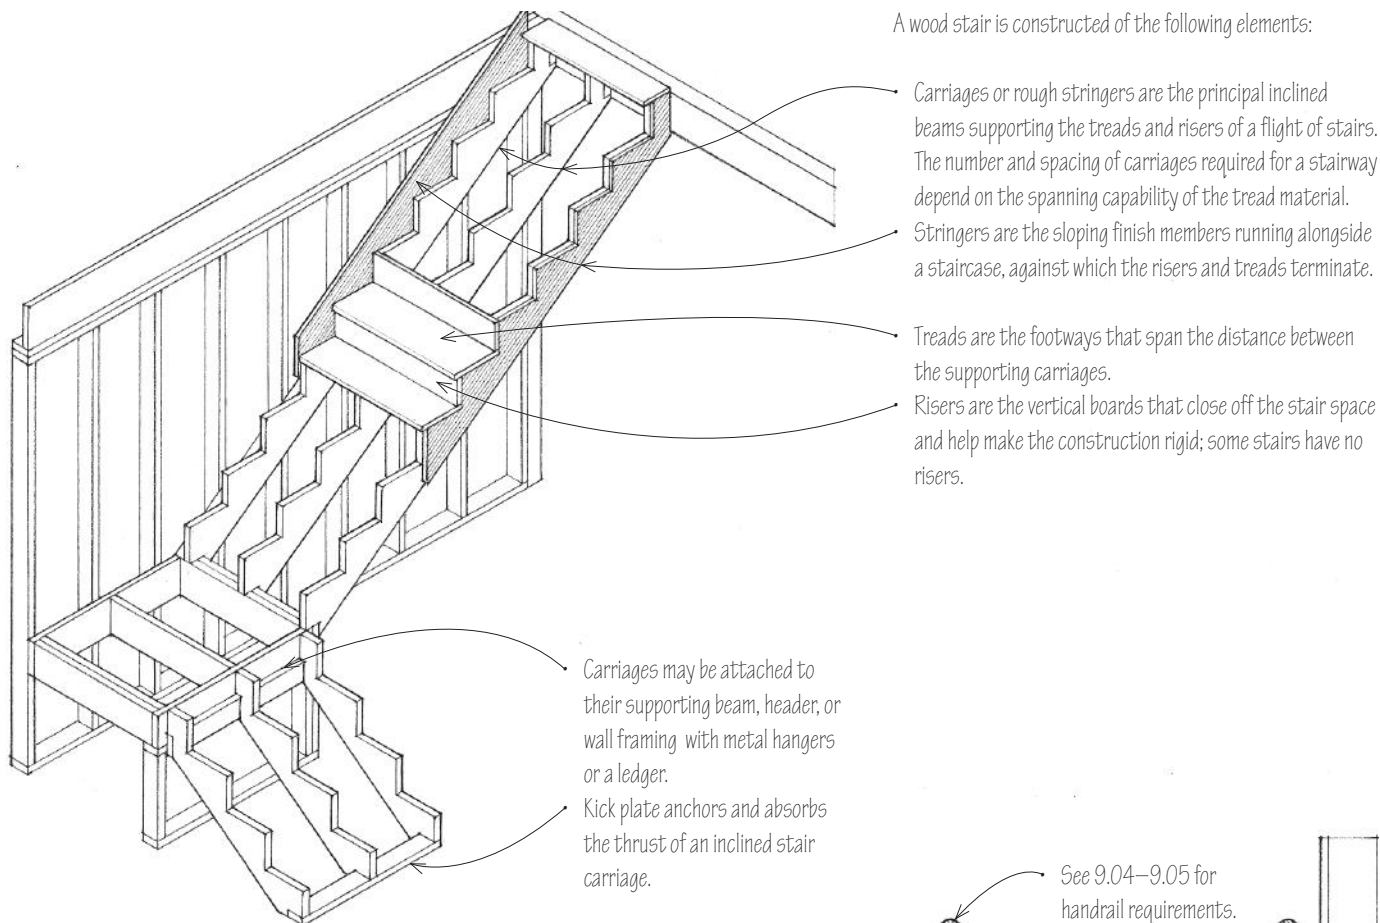 A wood stair is constructed of the following elements:
Carriages or rough stringers are the principal inclined
beams supporting the treads and risers of a flight of stairs.
The number and spacing of carriages required for a stairway
depend on the spanning capability of the tread material.
Stringers are the sloping finish members running alongside
a staircase, against which the risers and treads terminate.
Treads are the footways that span the distance between
the supporting carriages.
Risers are the vertical boards that close off the stair space
and help make the construction rigid; some stairs have no
risers.
Carriages may be attached to
their supporting beam, header, or
wall framing with metal hangers
or a ledger.
Kick plate anchors and absorbs
the thrust of an inclined stair
carriage.
See 9.04–9.05 for
handrail requirements.